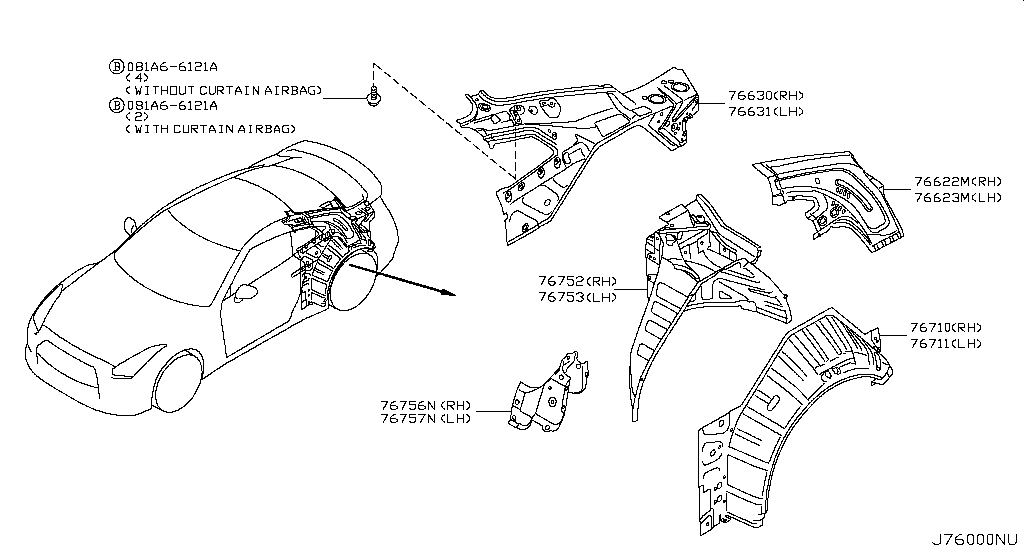 B 081A6-6121A
(4)
(WITHOUT CURTAIN AIRBAG)
B 081A6-6121A
(2)
(WITH CURTAIN AIRBAG)
76630(RH)
76631(LH)
76622M(RH)
76623M(LH)
76752(RH)
76753(LH)
76710(RH)
76711(LH)
76756N(RH)
76757N(LH)
J76000NU